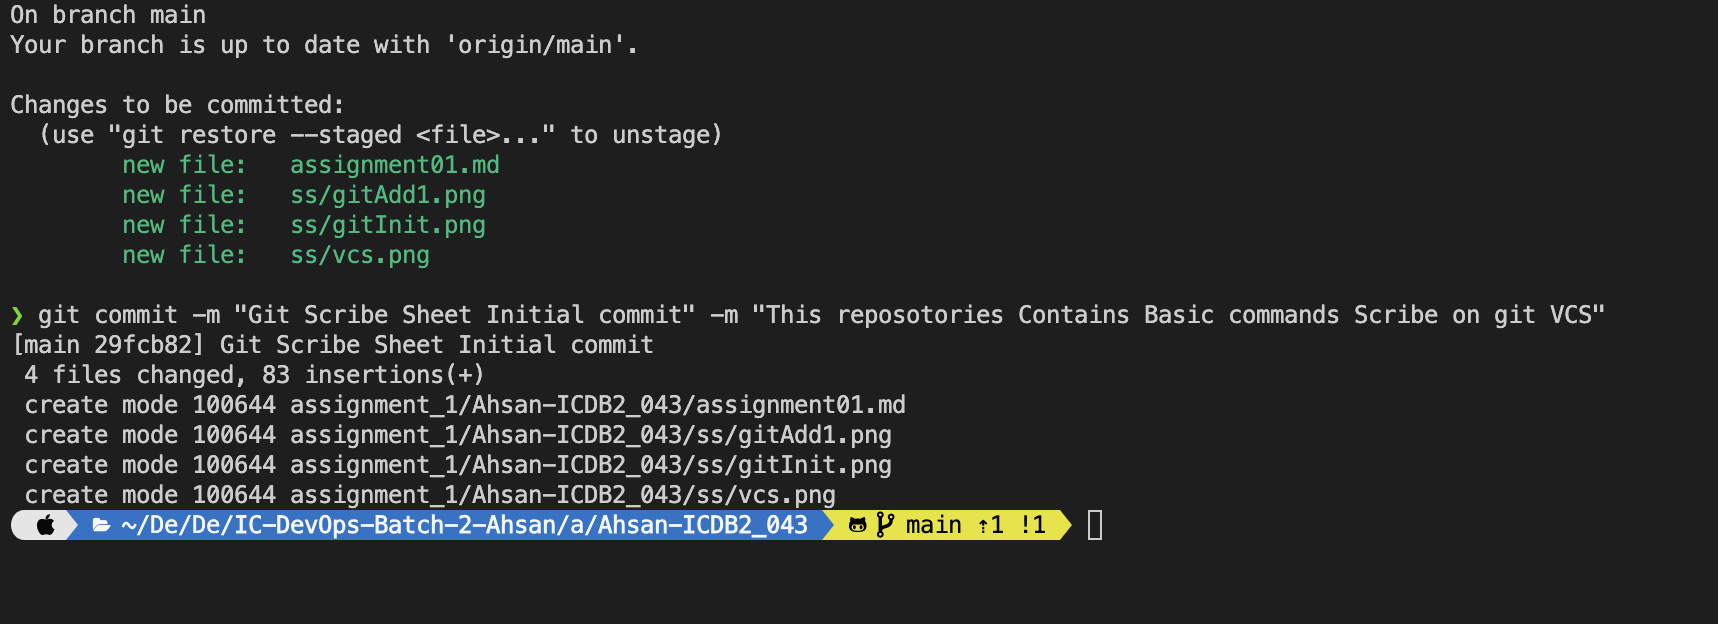 On branch main
Your branch is up to date with 'origin/main'.
Changes to be committed:
  (use "git restore --staged <file>..." to unstage)
        new file:   assignment01.md
        new file:   ss/gitAdd1.png
        new file:   ss/gitInit.png
        new file:   ss/vcs.png
❯ git commit -m "Git Scribe Sheet Initial commit" -m "This reposotories Contains Basic commands Scribe on git VCS"
[main 29fcb82] Git Scribe Sheet Initial commit
 4 files changed, 83 insertions(+)
 create mode 100644 assignment_1/Ahsan-ICDB2_043/assignment01.md
 create mode 100644 assignment_1/Ahsan-ICDB2_043/ss/gitAdd1.png
 create mode 100644 assignment_1/Ahsan-ICDB2_043/ss/gitInit.png
 create mode 100644 assignment_1/Ahsan-ICDB2_043/ss/vcs.png
~/De/De/IC-DevOps-Batch-2-Ahsan/a/Ahsan-ICDB2_043 main ⇡1 !1